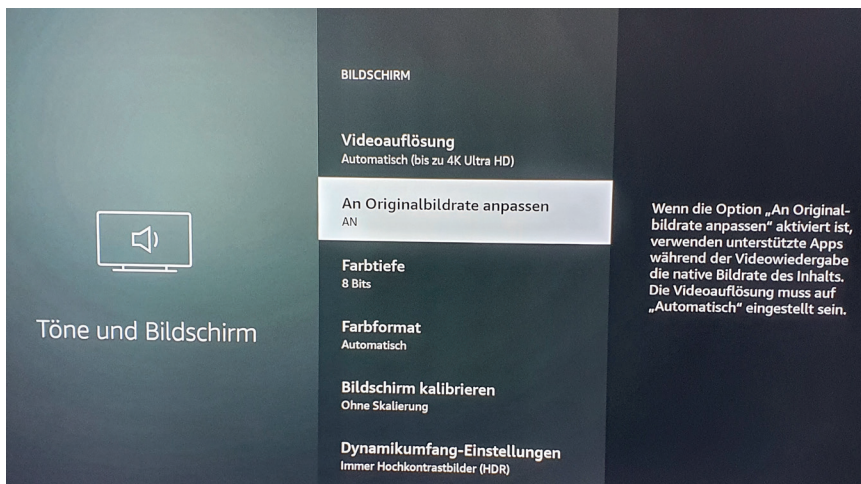 BILDSCHIRM
Videoauflösung
Automatisch (bis zu 4K Ultra HD)
An Originalbildrate anpassen
AN
Farbtiefe
8 Bits
Farbformat
Automatisch
Bildschirm kalibrieren
Ohne Skalierung
Dynamikumfang-Einstellungen
Immer Hochkontrastbilder (HDR)
Töne und Bildschirm
Wenn die Option „An Original-
bildrate anpassen“ aktiviert ist,
verwenden unterstützte Apps
während der Videowiedergabe
die native Bildrate des Inhalts.
Die Videoauflösung muss auf
„Automatisch“ eingestellt sein.